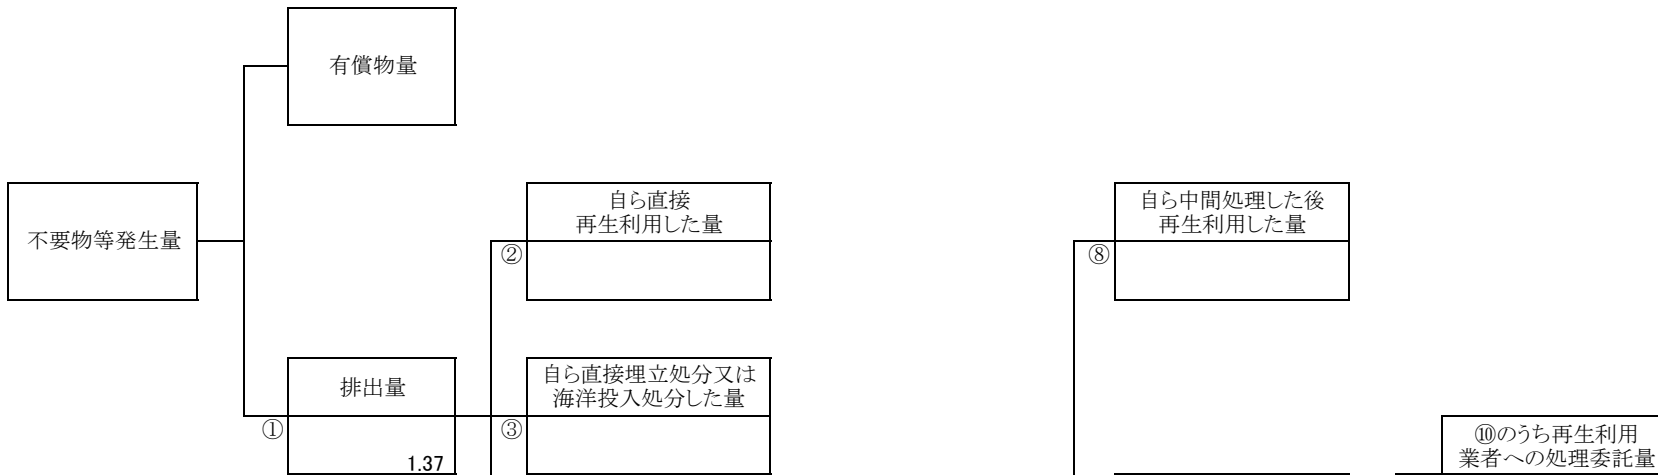 有償物量
不要物等発生量
自ら直接
再生利用した量
②
自ら中間処理した後
再生利用した量
⑧
排出量
①
1.37
自ら直接埋立処分又は
海洋投入処分した量
③
⑩のうち再生利用
業者への処理委託量